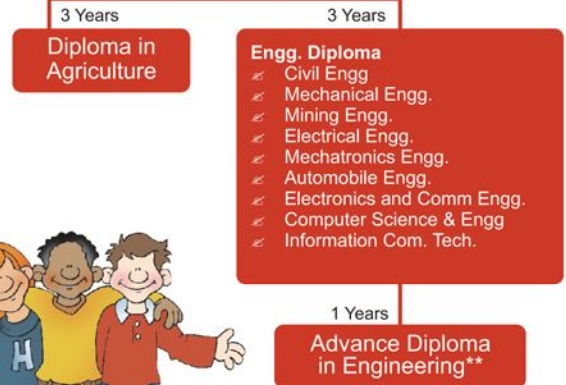 3 Years
3 Years
Diploma in
Agriculture
Engg. Diploma
Civil Engg
Mechanical Engg.
Mining Engg.
Electrical Engg.
Mechatronics Engg.
Automobile Engg.
Electronics and Comm Engg.
Computer Science & Engg
Information Com. Tech.
1 Years
Advance Diploma
in Engineering**
H